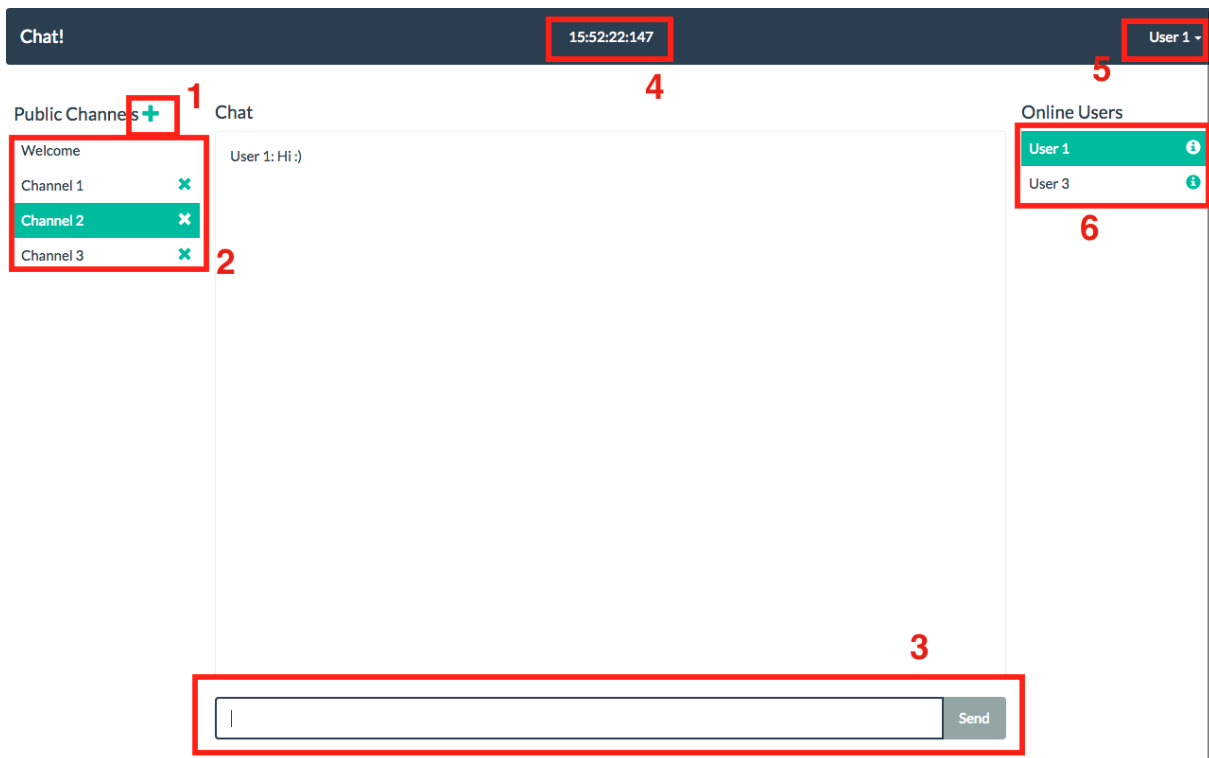 Chat!
15:52:22:147
User 1
4
5
1
Public Channels
Chat
Online Users
Welcome
User 1: Hi :)
User 1
Channel 1
User 3
Channel 2
6
Channel 3
2
3
Send